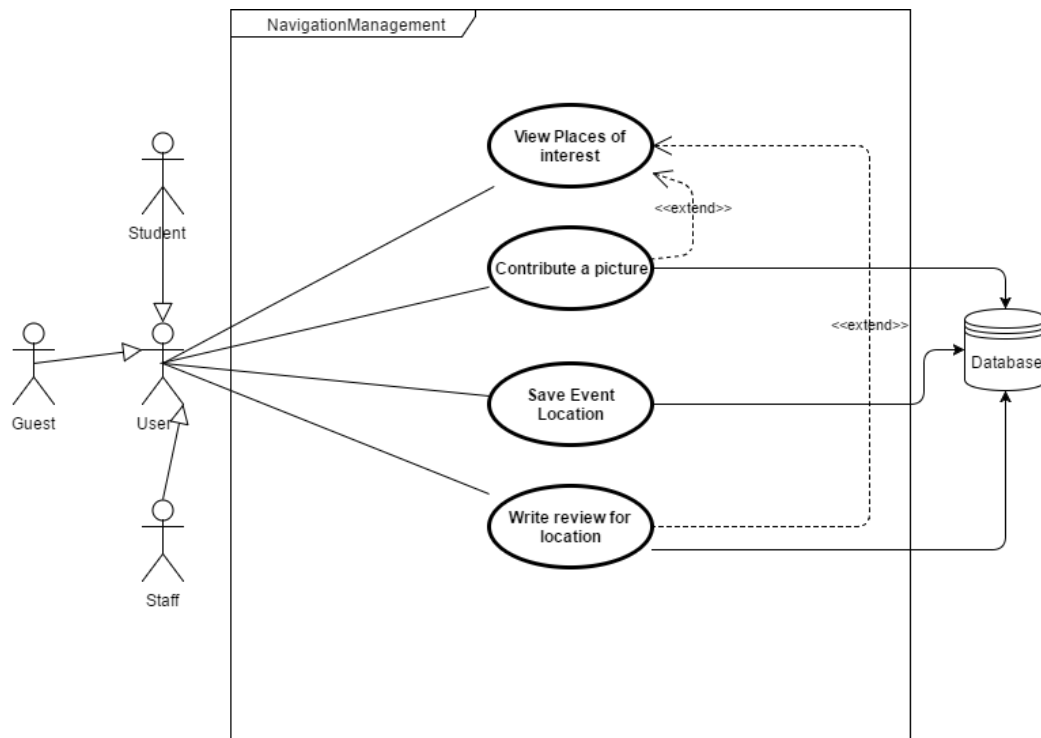 NavigationManagement
View Places of
interest
<<extend>>
Student
Contribute a picture
<<extend>>
Database
Guest
User
Save Event
Location
Write review for
location
Staff